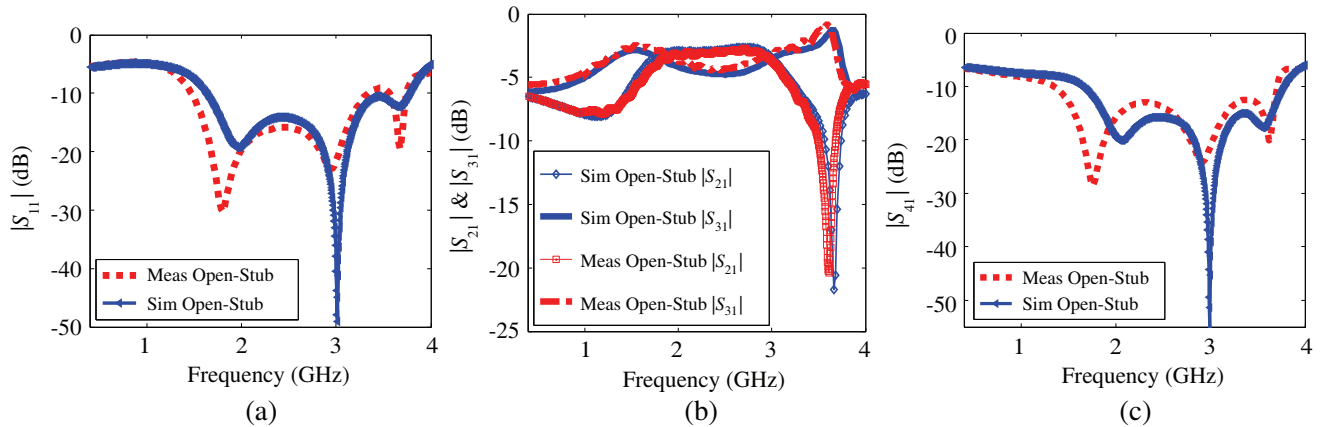 0
-10
-20
-30
-40
-50
|S11| (dB)
Meas Open-Stub
Sim Open-Stub
1
2
3
4
Frequency (GHz)
(a)
0
-5
-10
-15
-20
-25
|S21| & |S31| (dB)
Sim Open-Stub |S21|
Sim Open-Stub |S31|
Meas Open-Stub |S21|
Meas Open-Stub |S31|
1
2
3
4
Frequency (GHz)
(b)
0
-10
-20
-30
-40
-50
|S41| (dB)
Meas Open-Stub
Sim Open-Stub
1
2
3
4
Frequency (GHz)
(c)